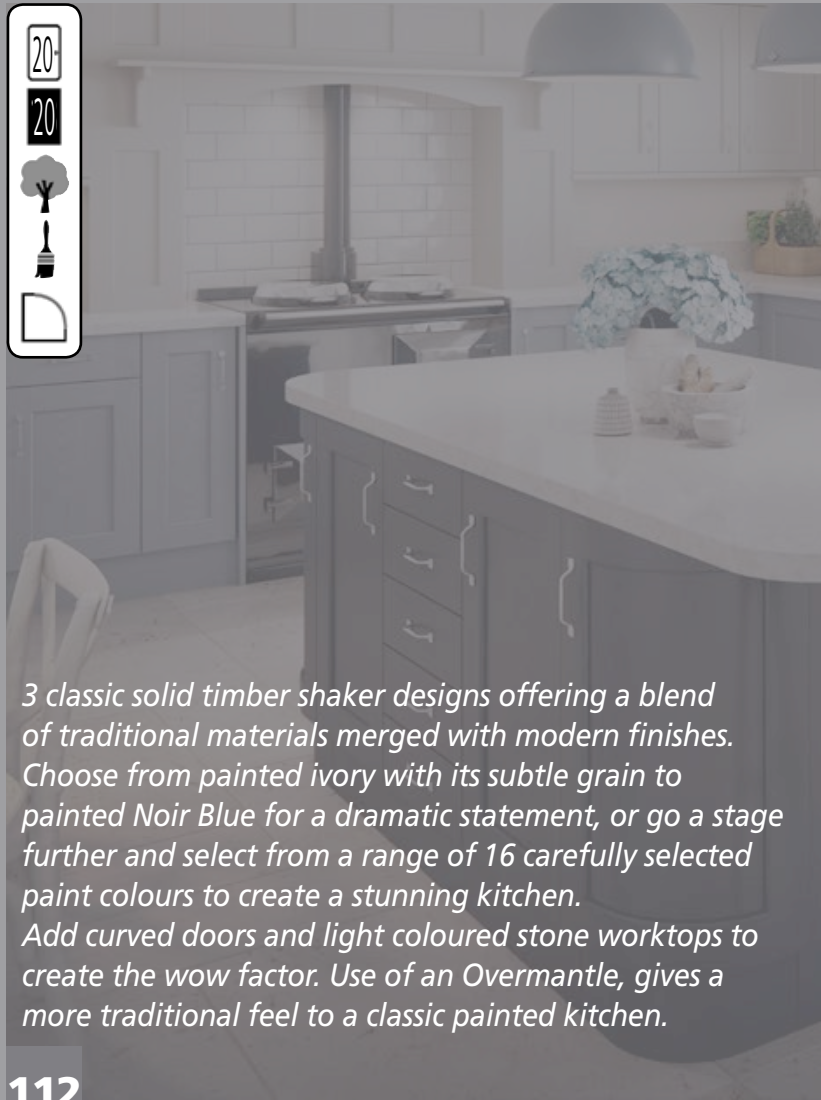 20
20
3 classic solid timber shaker designs offering a blend
of traditional materials merged with modern finishes.
Choose from painted ivory with its subtle grain to
painted Noir Blue for a dramatic statement, or go a stage
further and select from a range of 16 carefully selected
paint colours to create a stunning kitchen.
Add curved doors and light coloured stone worktops to
create the wow factor. Use of an Overmantle, gives a
more traditional feel to a classic painted kitchen.
112